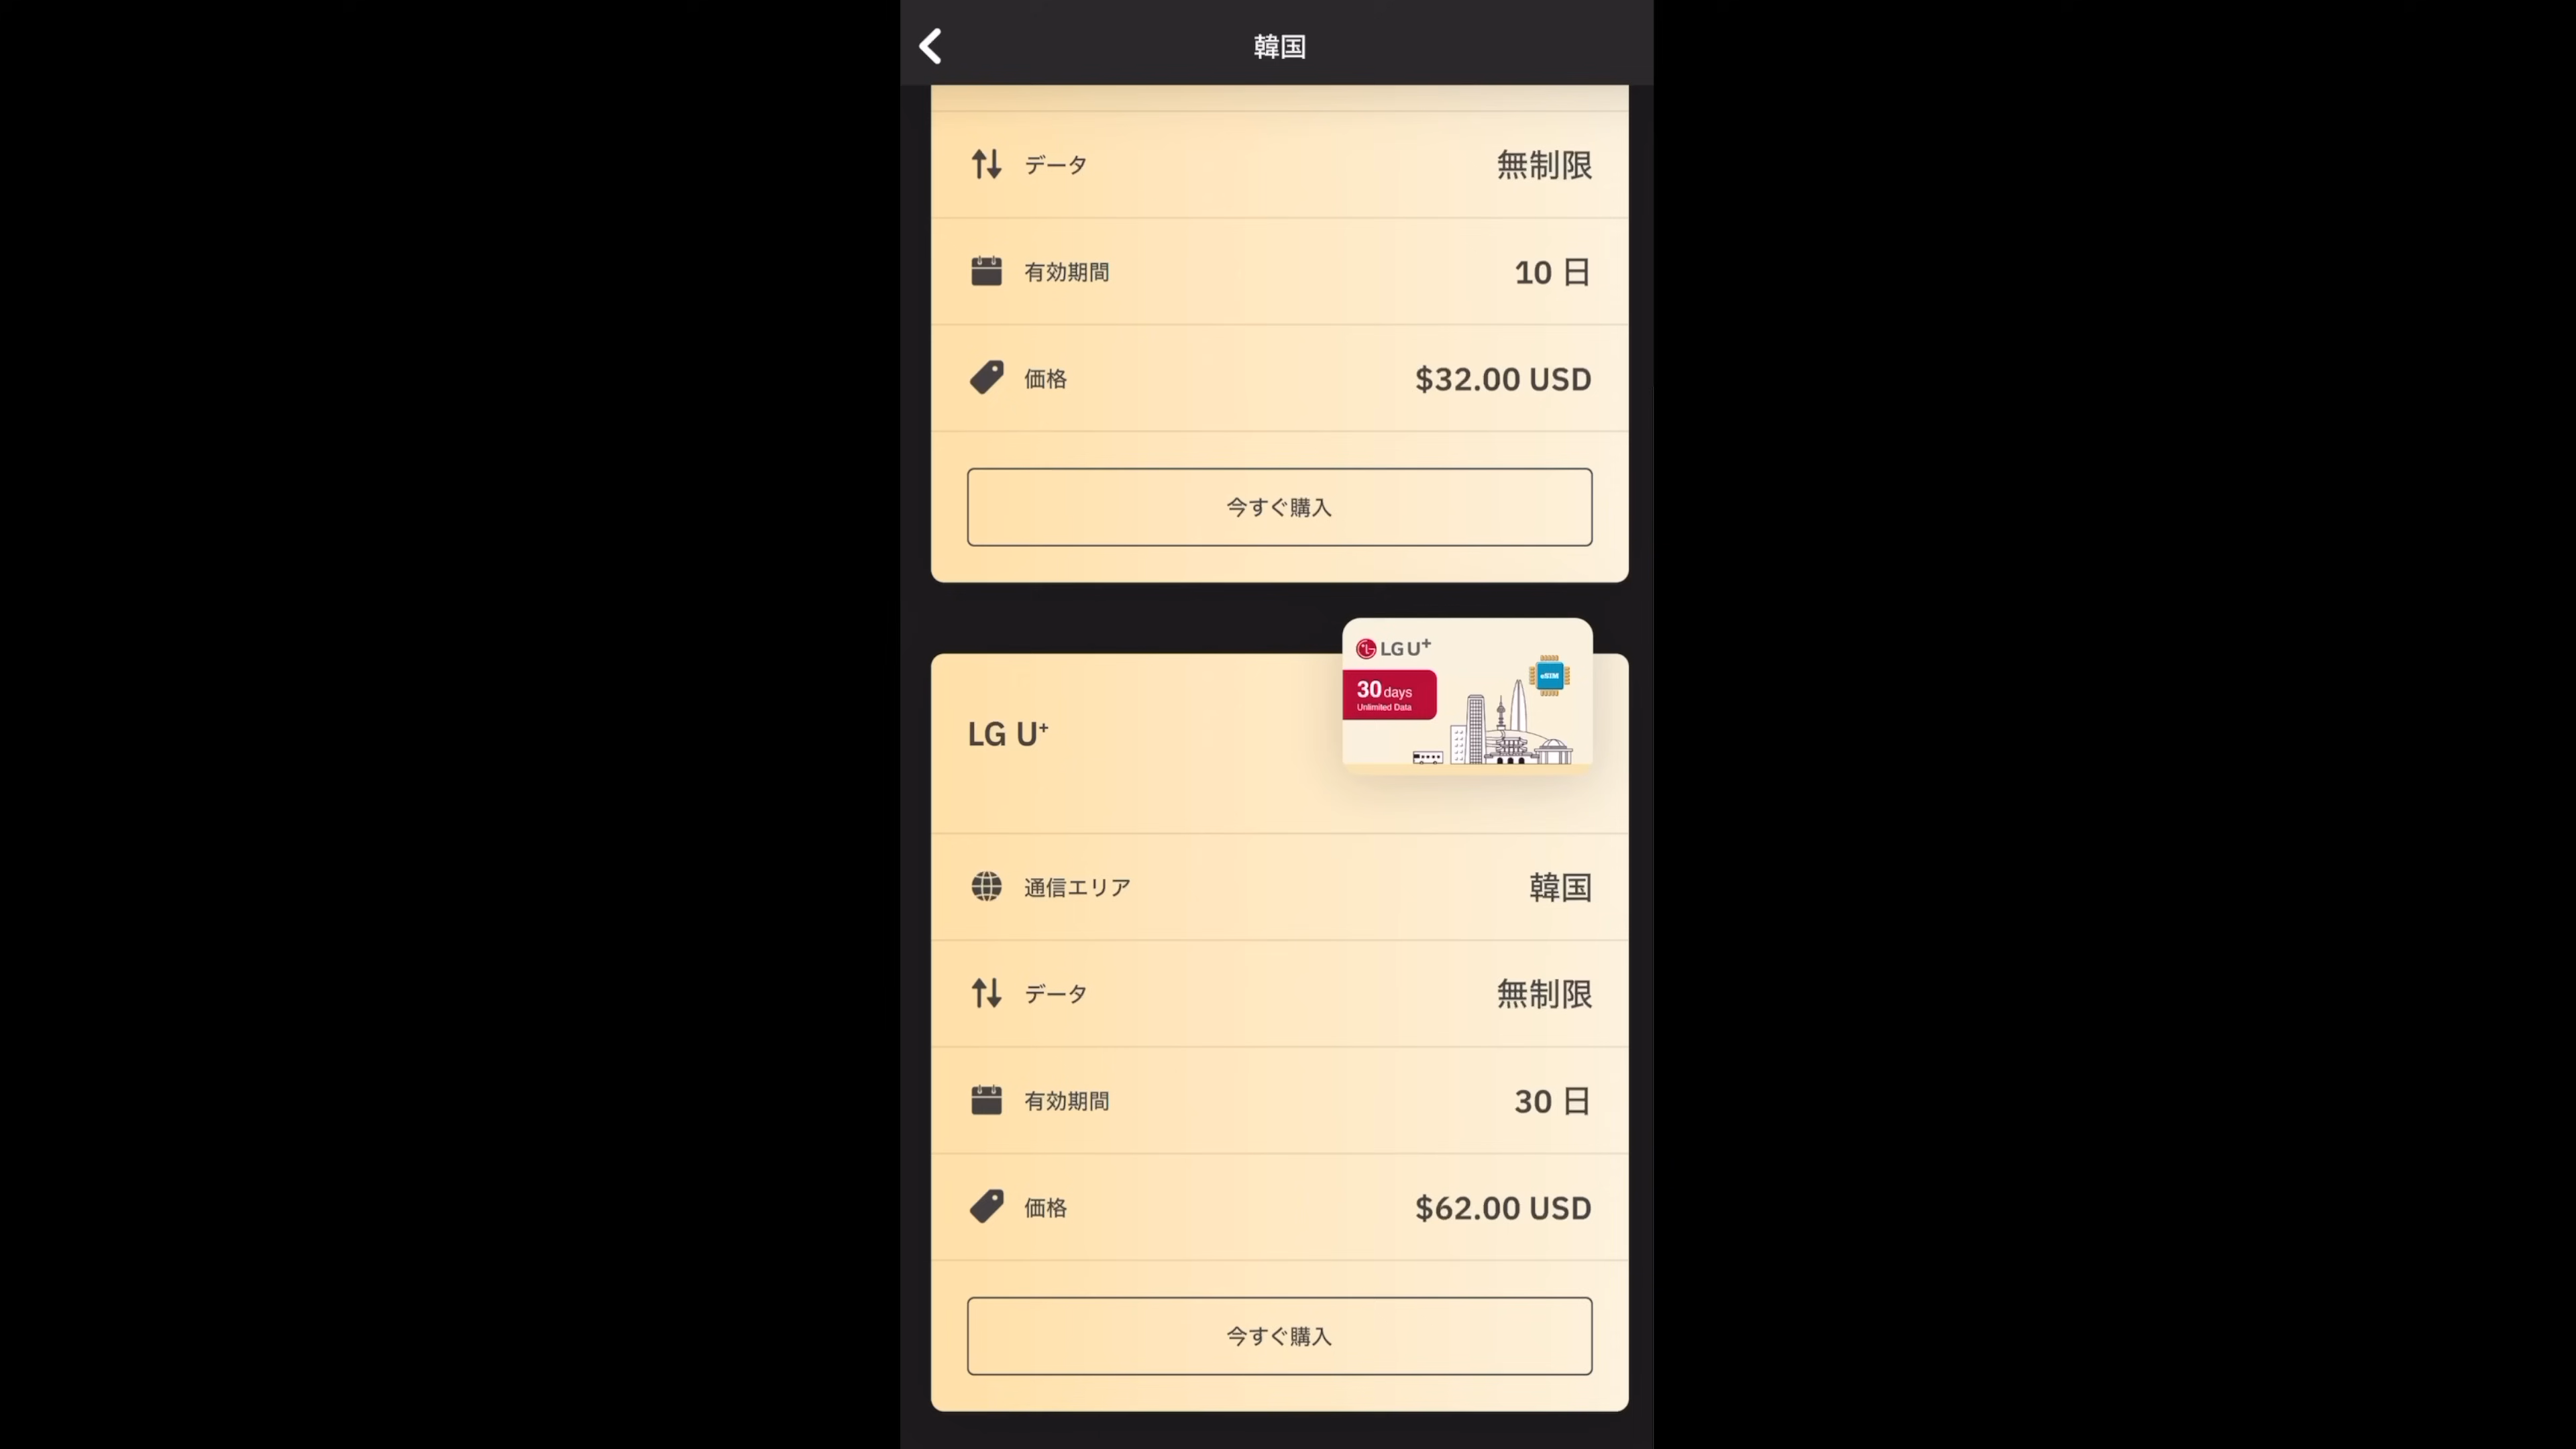 韓国
データ 無制限
有効期間 10 日
価格 $32.00 USD
今すぐ購入
LG U+
30 days
Unlimited Data
eSIM
LG U+
通信エリア 韓国
データ 無制限
有効期間 30 日
価格 $62.00 USD
今すぐ購入